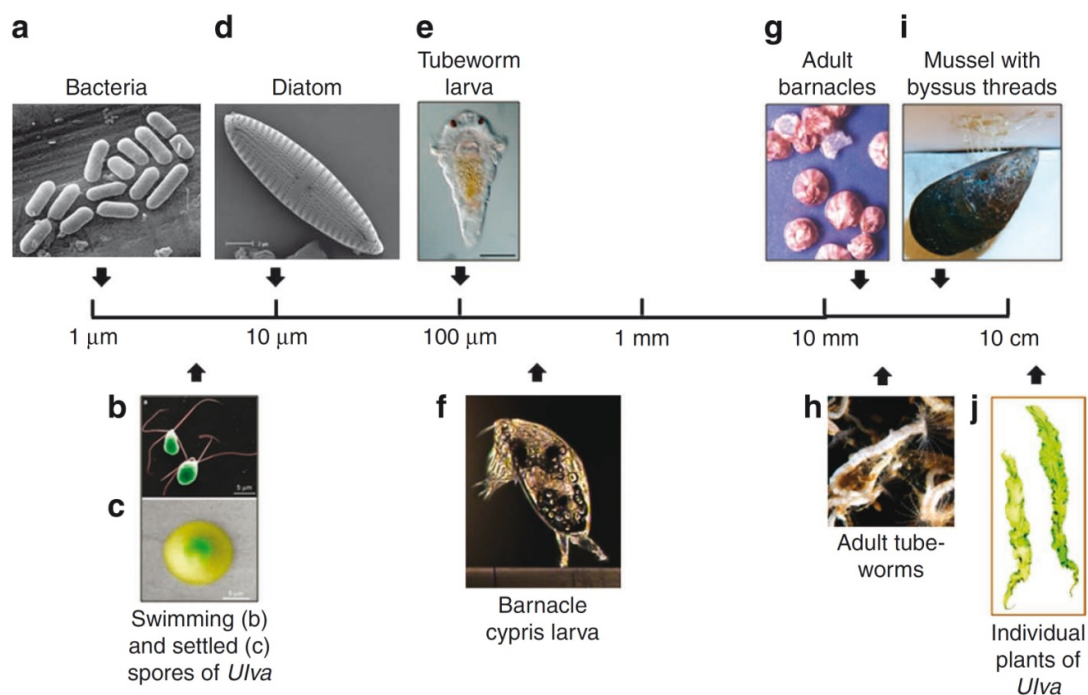 a
Bacteria
d
Diatom
e
Tubeworm
larva
g
Adult
barnacles
i
Mussel with
byssus threads
1 μm
10 μm
100 μm
1 mm
10 mm
10 cm
b
5 μm
c
Swimming (b)
and settled (c)
spores of Ulva
f
Barnacle
cypris larva
h
Adult tube-
worms
j
Individual
plants of
Ulva